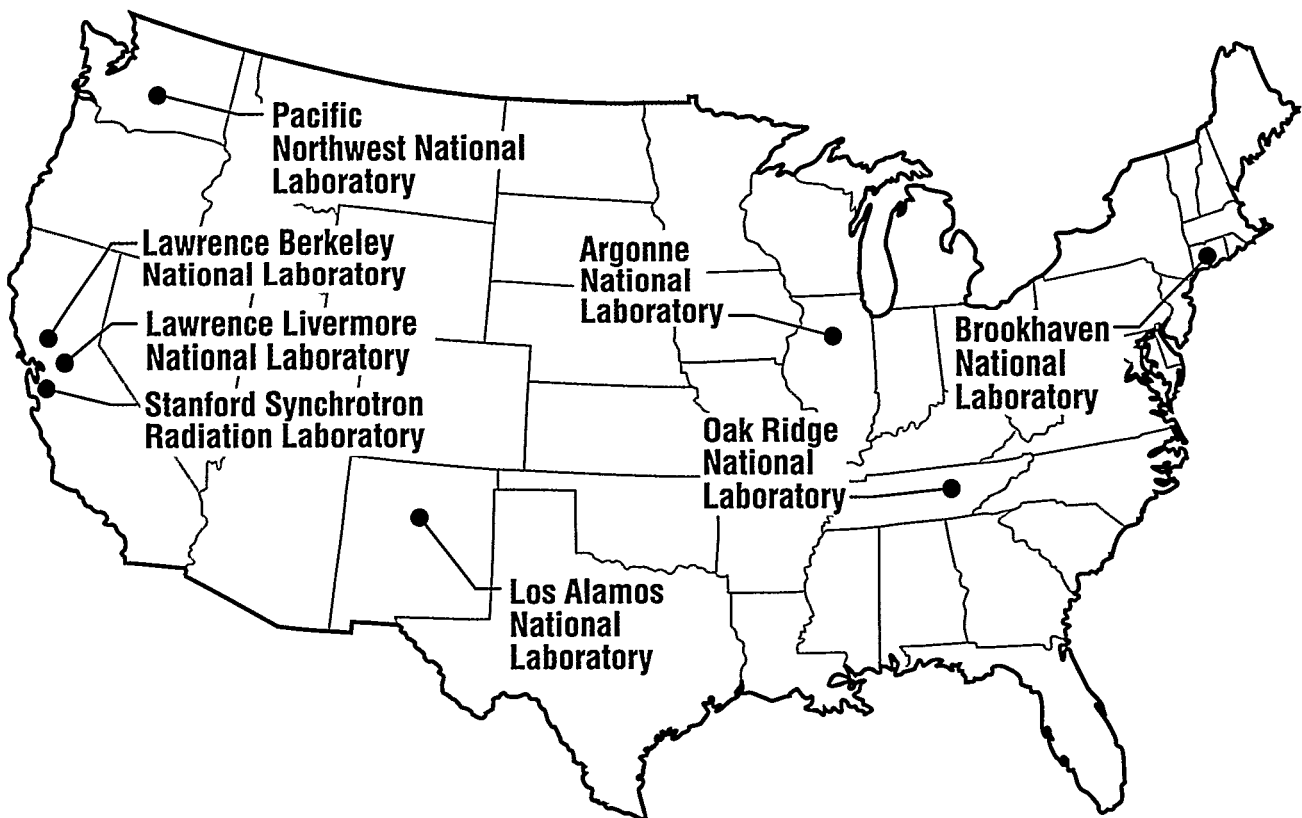 Pacific
Northwest National
Laboratory
Lawrence Berkeley
National Laboratory
Lawrence Livermore
National Laboratory
Stanford Synchrotron
Radiation Laboratory
Argonne
National
Laboratory
Brookhaven
National
Laboratory
Oak Ridge
National
Laboratory
Los Alamos
National
Laboratory